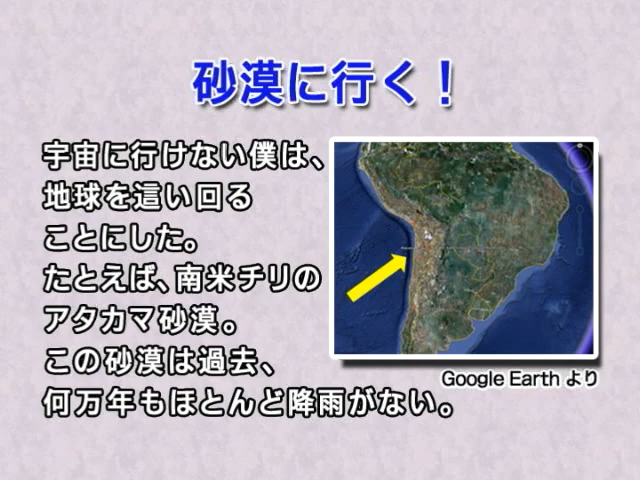 砂漠に行く！
宇宙に行けない僕は、
地球を這い回る
ことにした。
たとえば、南米チリの
アタカマ砂漠。
この砂漠は過去、
何万年もほとんど降雨がない。
Google Earth より